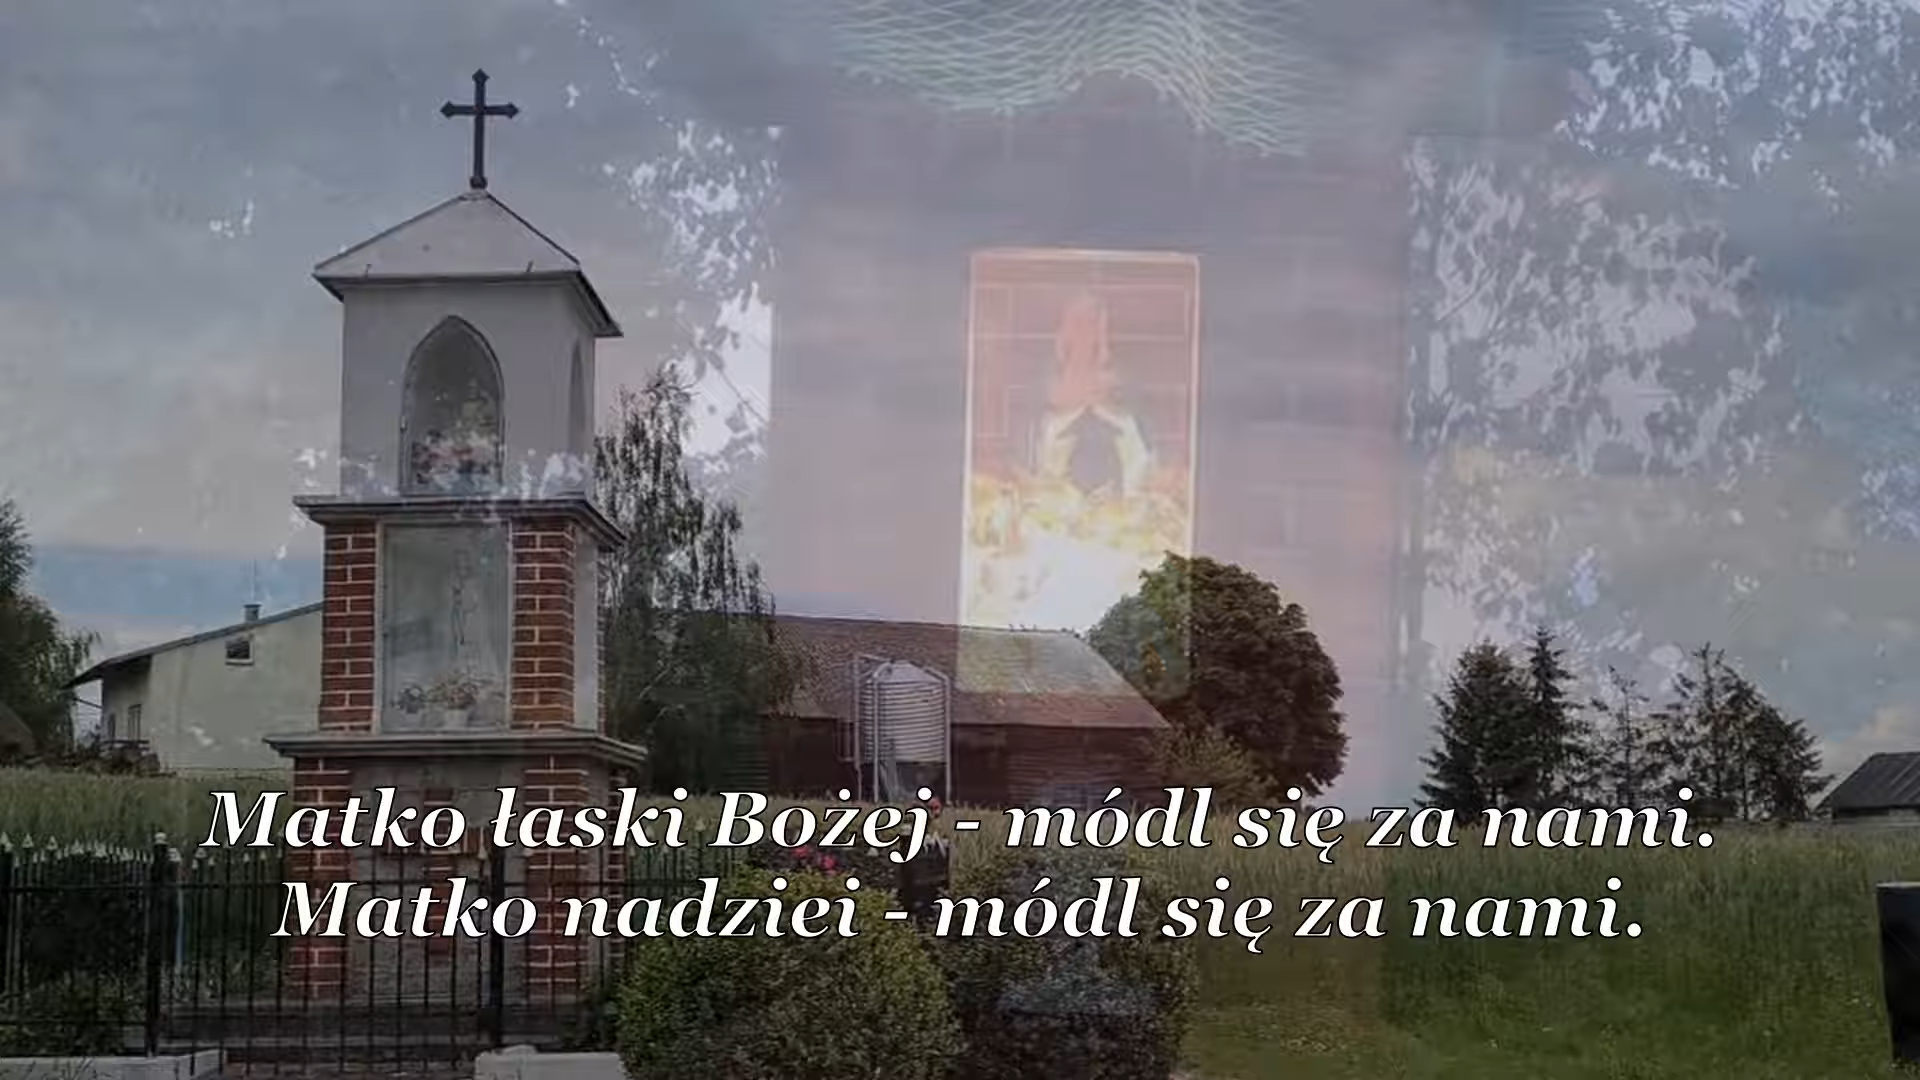 Matko łaski Bożej - módl się za nami.
Matko nadziei - módl się za nami.